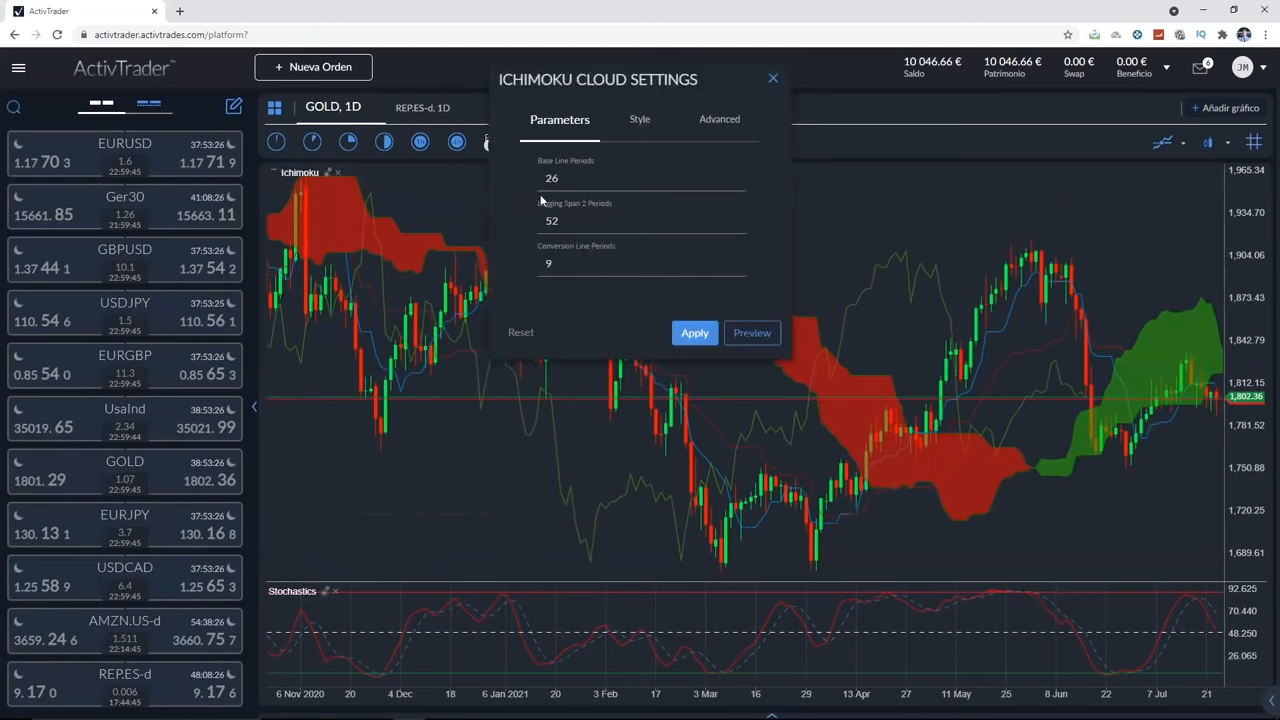 ActivTrader
activtrader.activtrades.com/platform?
ActivTrader
+ Nueva Orden
10 046.66 €
Saldo
10 046.66 €
Patrimonio
0.00 €
Swap
0.00 €
Beneficio
6
JM
GOLD, 1D
REP.ES-d, 1D
+ Añadir gráfico
EURUSD
37:53:26
1.17 70 3
1.6
22:59:45
1.17 71 9
Ger30
41:08:26
15661. 85
1.26
21:59:45
15663. 11
GBPUSD
37:53:25
1.37 44 1
10.1
22:59:45
1.37 54 2
USDJPY
37:53:25
110. 54 6
1.5
22:59:45
110. 56 1
EURGBP
37:53:26
0.85 54 0
11.3
22:59:45
0.85 65 3
UsaInd
38:53:26
35019. 65
2.34
22:59:44
35021. 99
GOLD
38:53:26
1801. 29
1.07
22:59:45
1802. 36
EURJPY
37:53:26
130. 13 1
3.7
22:59:45
130. 16 8
USDCAD
37:53:26
1.25 58 9
6.4
22:59:45
1.25 65 3
AMZN.US-d
54:38:26
3659. 24 6
1.511
22:14:45
3660. 75 7
REP.ES-d
48:08:26
9. 17 0
0.006
17:44:45
9. 17 6
Ichimoku
ICHIMOKU CLOUD SETTINGS
Parameters
Style
Advanced
Base Line Periods
26
Span 2 Periods
52
Conversion Line Periods
9
Reset
Apply
Preview
1,965.34
1,934.70
1,904.06
1,873.43
1,842.79
1,812.15
1,802.36
1,781.52
1,750.88
1,720.25
1,689.61
Stochastics
92.625
70.440
48.250
26.065
6 Nov 2020
20
4 Dec
18
6 Jan 2021
20
3 Feb
17
3 Mar
16
29
13 Apr
27
11 May
25
8 Jun
22
7 Jul
21